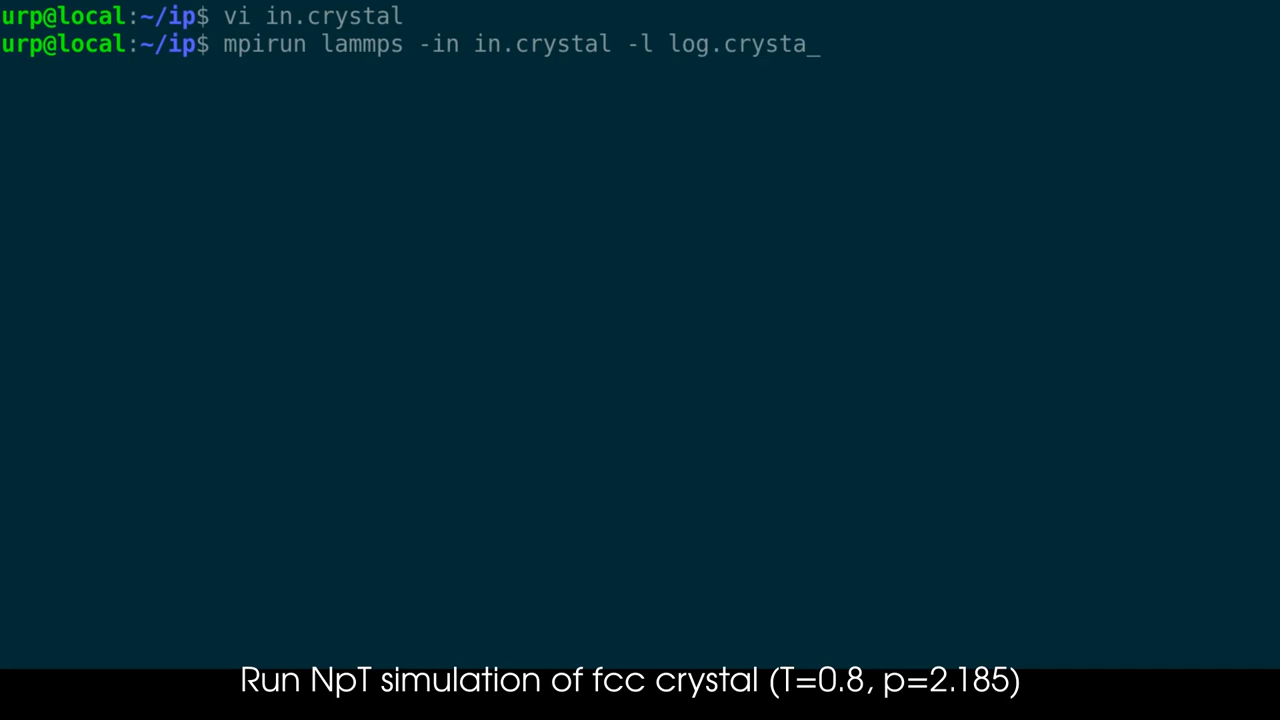 urp@local:~/ip$ vi in.crystal
urp@local:~/ip$ mpirun lammps -in in.crystal -l log.crysta_
Run NpT simulation of fcc crystal (T=0.8, p=2.185)